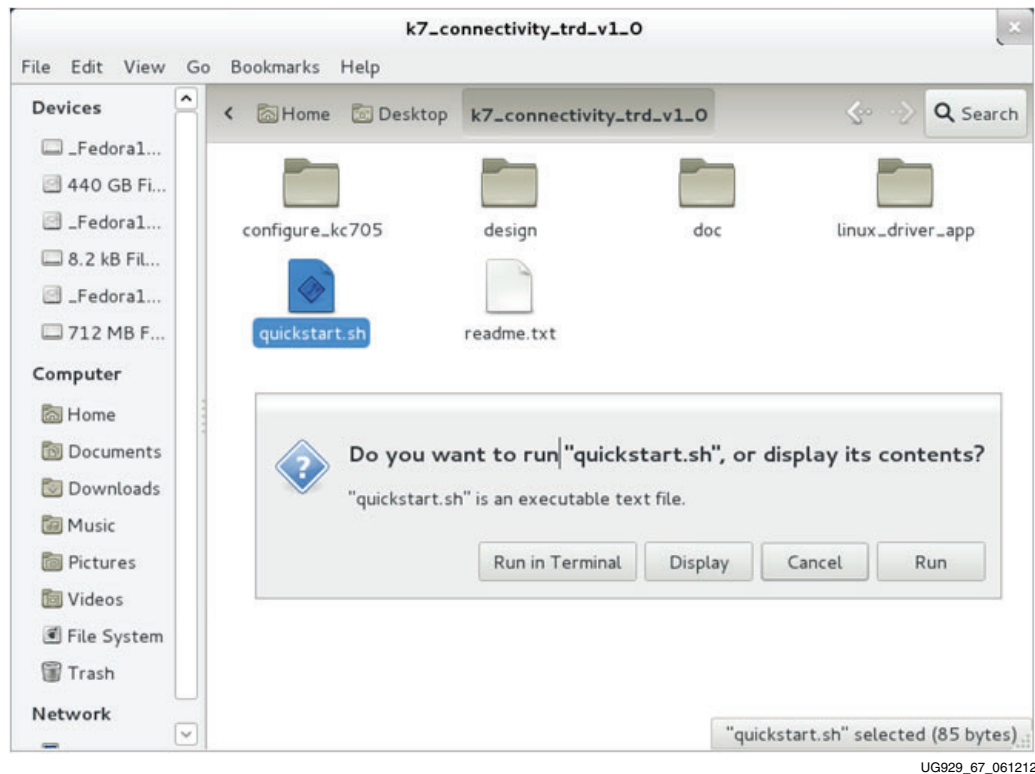 k7_connectivity_trd_v1_0
File Edit View Go Bookmarks Help
Devices
_Fedora1...
440 GB Fi...
_Fedora1...
8.2 kB Fil...
_Fedora1...
712 MB F...
Computer
Home
Documents
Downloads
Music
Pictures
Videos
File System
Trash
Network
Home Desktop k7_connectivity_trd_v1_0 Search
configure_kc705 design doc linux_driver_app
quickstart.sh readme.txt
Do you want to run "quickstart.sh", or display its contents?
"quickstart.sh" is an executable text file.
Run in Terminal Display Cancel Run
"quickstart.sh" selected (85 bytes)
UG929_67_061212